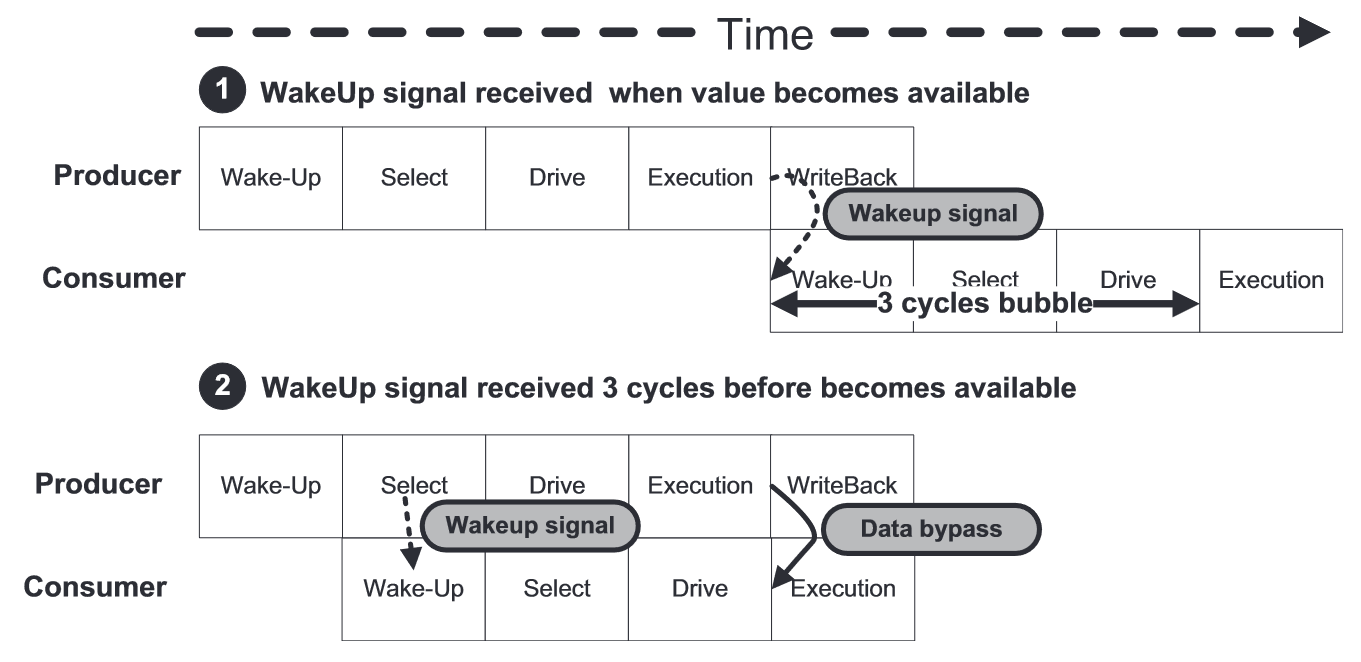 Time
1 WakeUp signal received when value becomes available
Producer Wake-Up Select Drive Execution WriteBack
Wakeup signal
Consumer Wake-Up Select Drive Execution
3 cycles bubble
2 WakeUp signal received 3 cycles before becomes available
Producer Wake-Up Select Drive Execution WriteBack
Wakeup signal Data bypass
Consumer Wake-Up Select Drive Execution